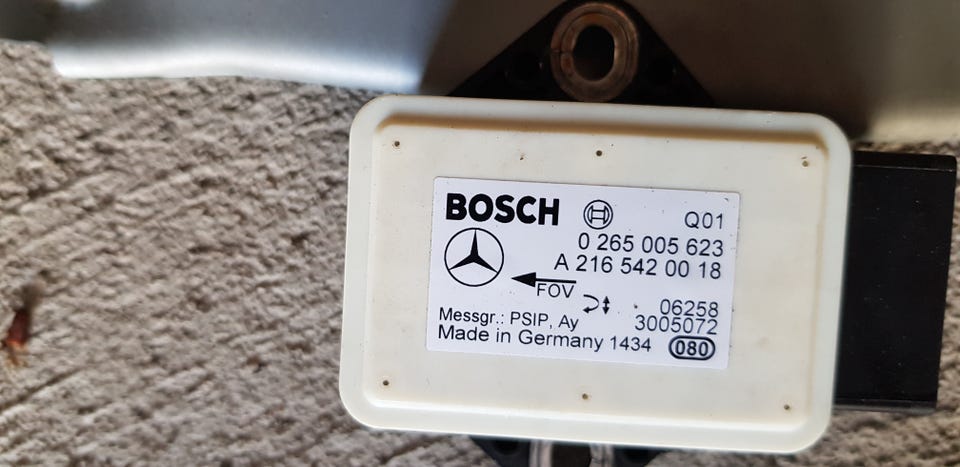 BOSCH Q01
0 265 005 623
A 216 542 00 18
FOV
06258
Messgr.: PSIP, Ay 3005072
Made in Germany 1434 080